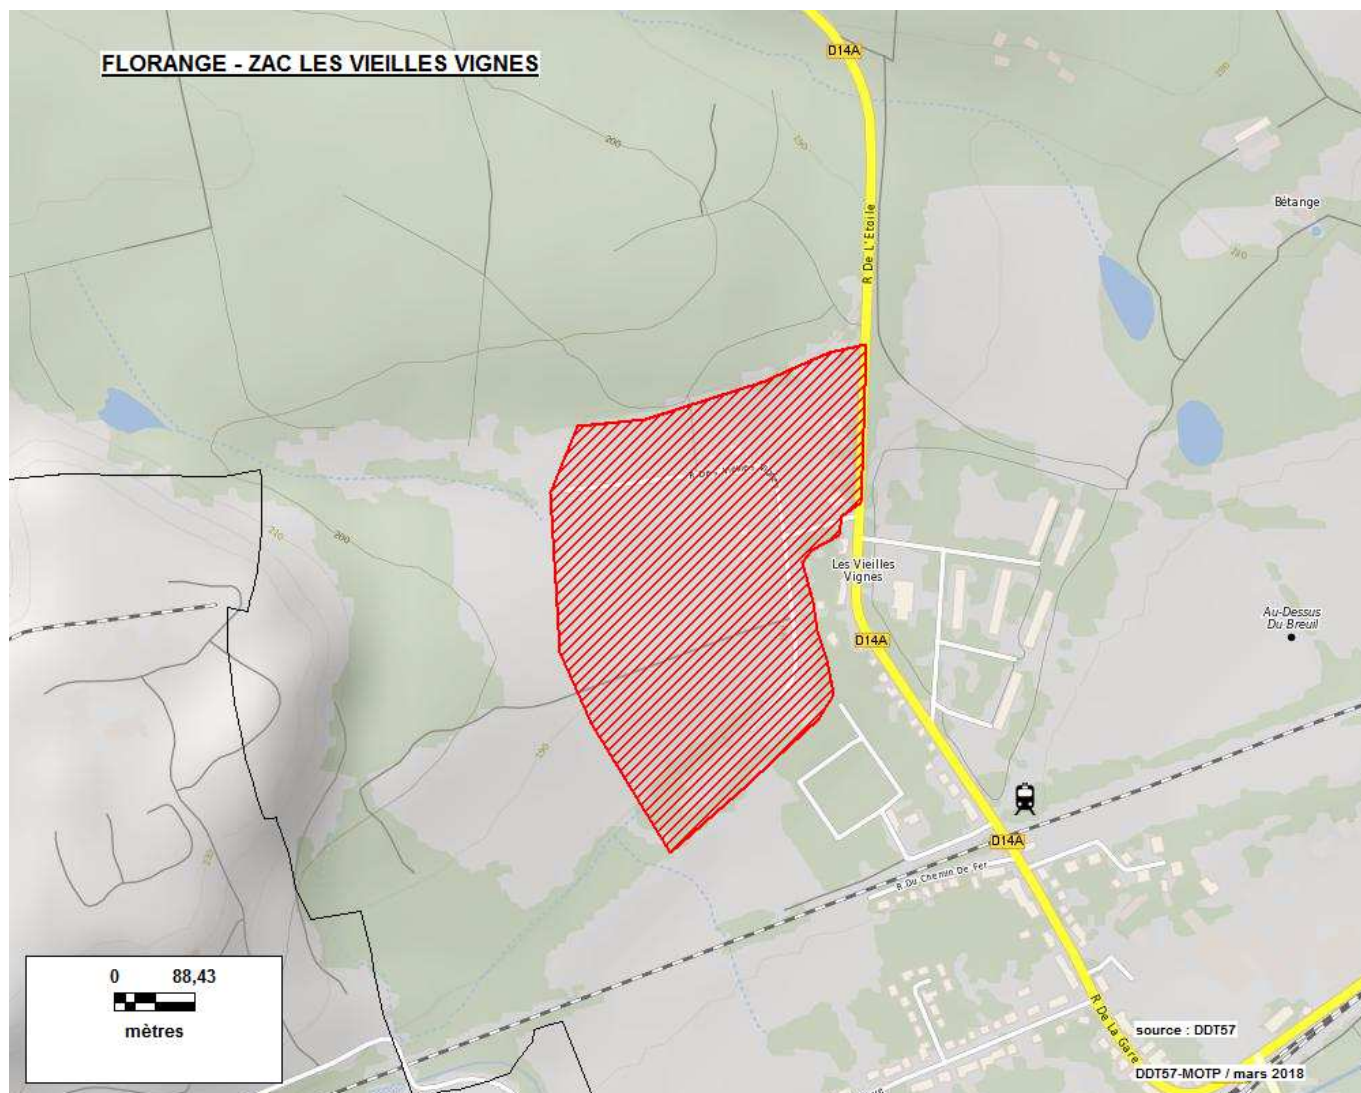 FLORANGE - ZAC LES VIEILLES VIGNES
D14A
230
200
190
R De L'Etoile
Bétange
210
210
200
Les Vieilles
Vignes
Au-Dessus
Du Breuil
D14A
190
D14A
R Du Chemin De Fer
R De La Gare
0 88,43
mètres
source : DDT57
DDT57-MOTP / mars 2018